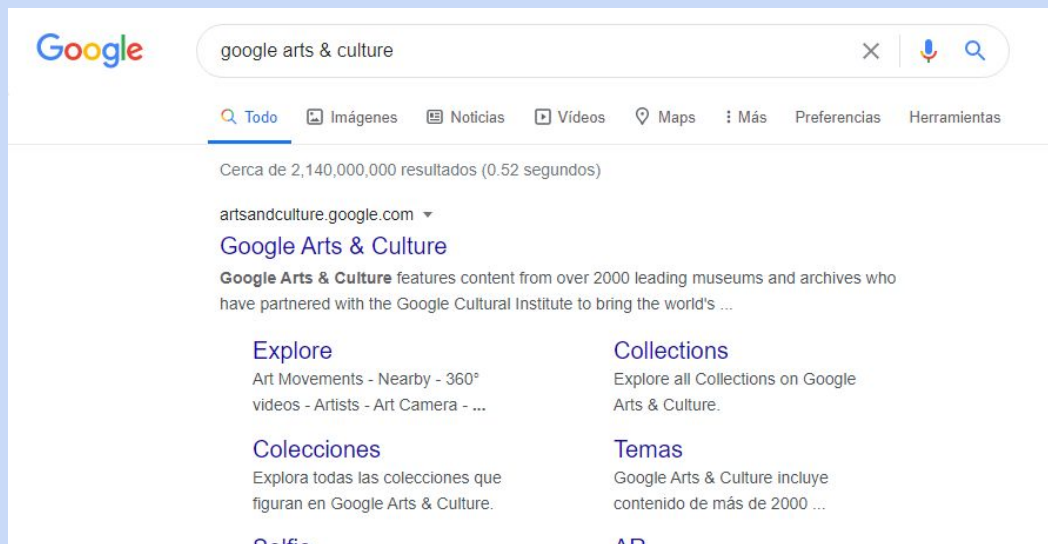 Google
google arts & culture
Todo Imágenes Noticias Vídeos Maps Más Preferencias Herramientas
Cerca de 2,140,000,000 resultados (0.52 segundos)
artsandculture.google.com
Google Arts & Culture
Google Arts & Culture features content from over 2000 leading museums and archives who
have partnered with the Google Cultural Institute to bring the world's ...
Explore
Art Movements - Nearby - 360°
videos - Artists - Art Camera - ...
Collections
Explore all Collections on Google
Arts & Culture.
Colecciones
Explora todas las colecciones que
figuran en Google Arts & Culture.
Temas
Google Arts & Culture incluye
contenido de más de 2000 ...